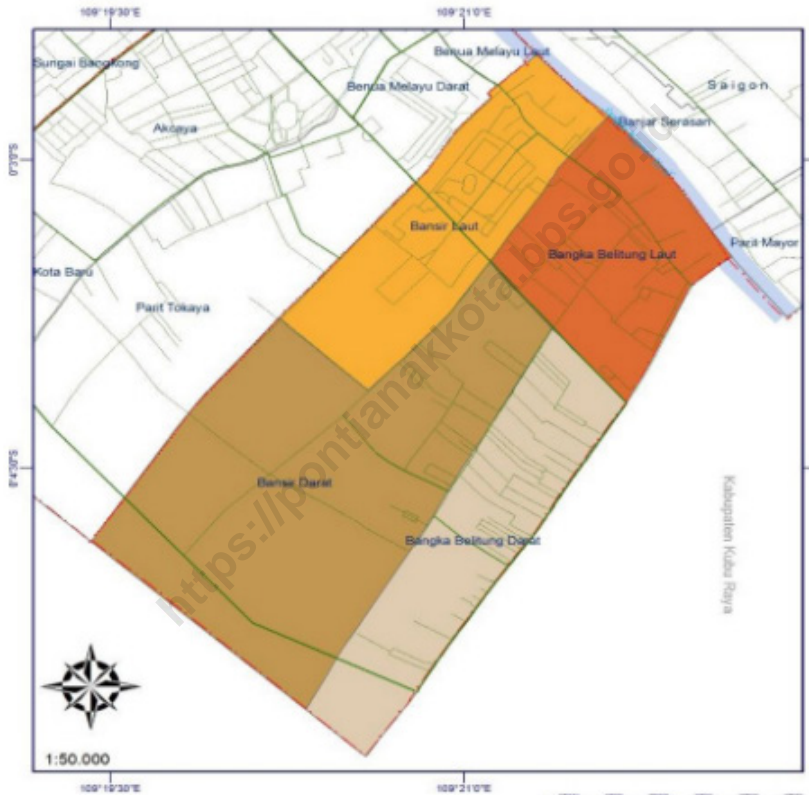 109°19'30"E
109°21'0"E
Benua Melayu Laut
Sungai Bangkong
Benua Melayu Darat
Saigon
Banjar Serasan
Akcaya
0°3'0"S
Bansir Laut
Parit Mayor
Bangka Belitung Laut
Kota Baru
Parit Tokaya
0°4'30"S
Bansir Darat
Bangka Belitung Darat
Kabupaten Kubu Raya
https://pontianakkota.bps.go.id
1:50.000
109°19'30"E
109°21'0"E